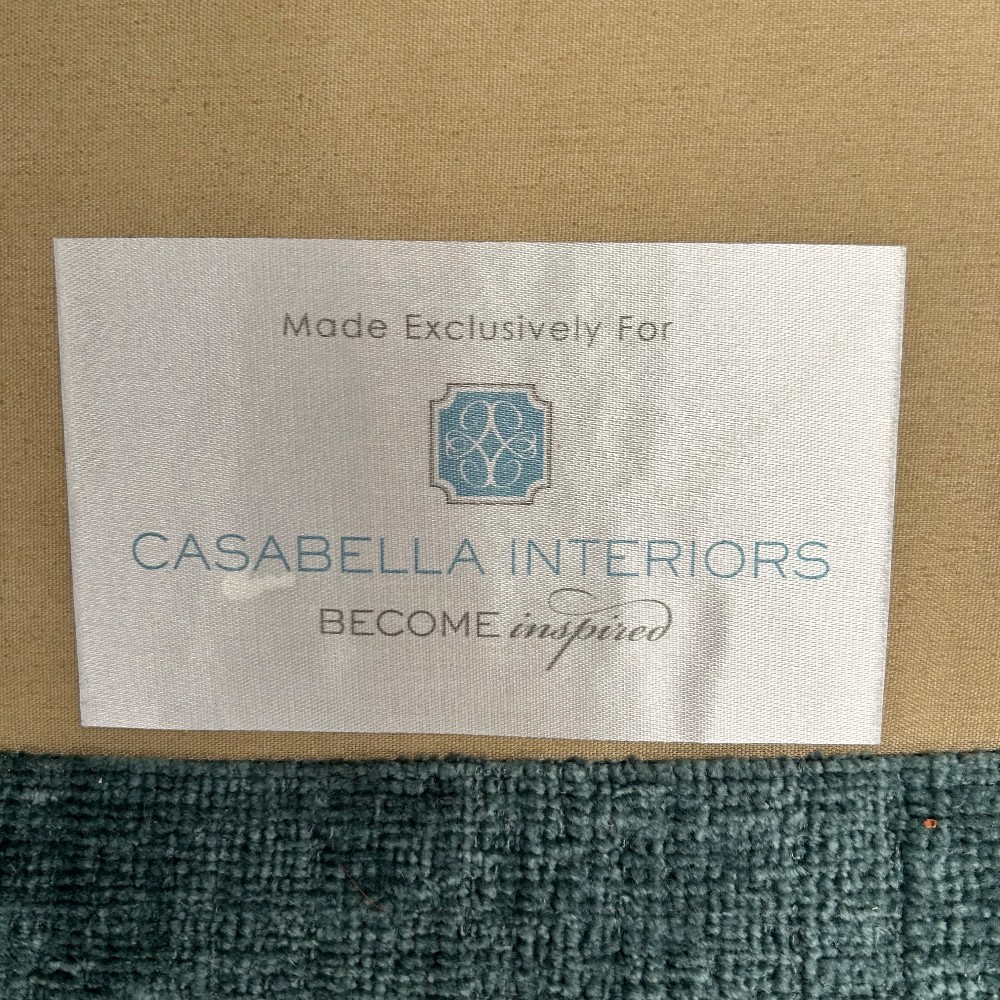 Made Exclusively For
CASABELLA INTERIORS
BECOME inspired